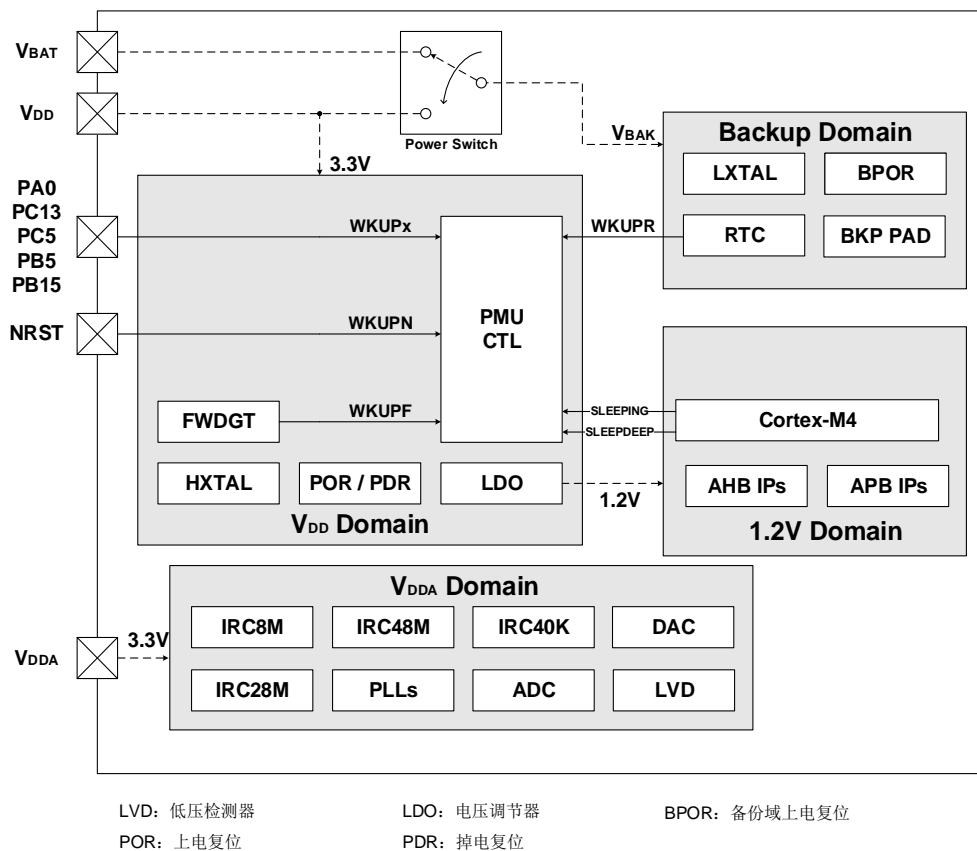 VBAT
VDD
Power Switch
3.3V
VBAK
Backup Domain
LXTAL
BPOR
RTC
BKP PAD
PA0
PC13
PC5
PB5
PB15
WKUPx
WKUPR
PMU
CTL
NRST
WKUPN
FWDGT
WKUPF
SLEEPING
SLEEPDEEP
Cortex-M4
HXTAL
POR / PDR
LDO
1.2V
AHB IPs
APB IPs
VDD Domain
1.2V Domain
VDDA Domain
VDDA
3.3V
IRC8M
IRC48M
IRC40K
DAC
IRC28M
PLLs
ADC
LVD
LVD：低压检测器
LDO：电压调节器
BPOR：备份域上电复位
POR：上电复位
PDR：掉电复位